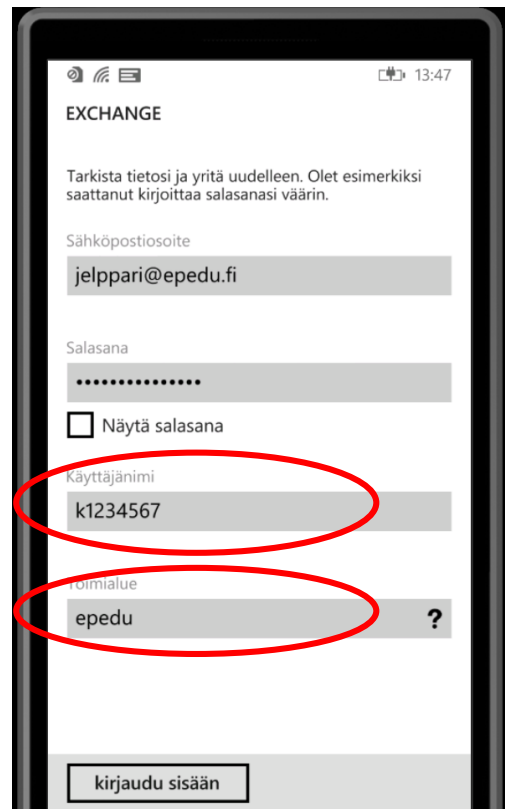 13:47
EXCHANGE
Tarkista tietosi ja yritä uudelleen. Olet esimerkiksi
saattanut kirjoittaa salasanasi väärin.
Sähköpostiosoite
jelppari@epedu.fi
Salasana
•••••••••••••••
Näytä salasana
Käyttäjänimi
k1234567
Toimialue
epedu
?
kirjaudu sisään